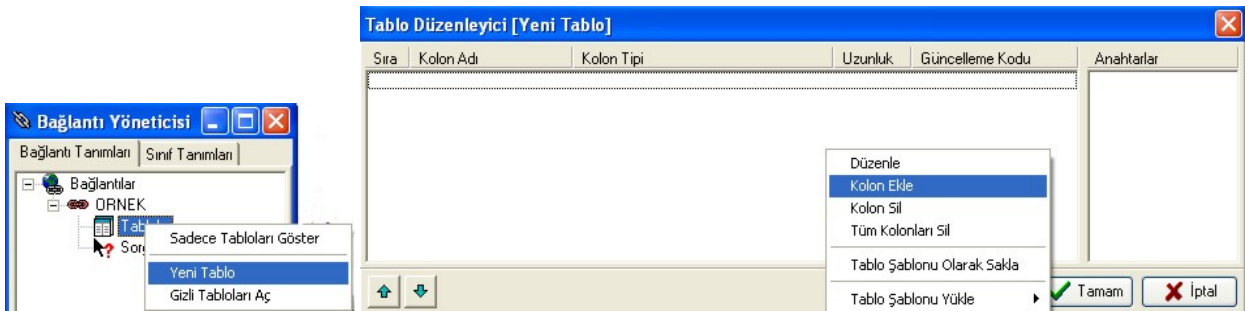 Bağlantı Yöneticisi
Bağlantı Tanımları Sınıf Tanımları
Bağlantılar
ORNEK
Sadece Tabloları Göster
Yeni Tablo
Gizli Tabloları Aç
Tablo Düzenleyici [Yeni Tablo]
Sıra Kolon Adı Kolon Tipi Uzunluk Güncelleme Kodu Anahtarlar
Düzenle
Kolon Ekle
Kolon Sil
Tüm Kolonları Sil
Tablo Şablonu Olarak Sakla
Tablo Şablonu Yükle
Tamam İptal